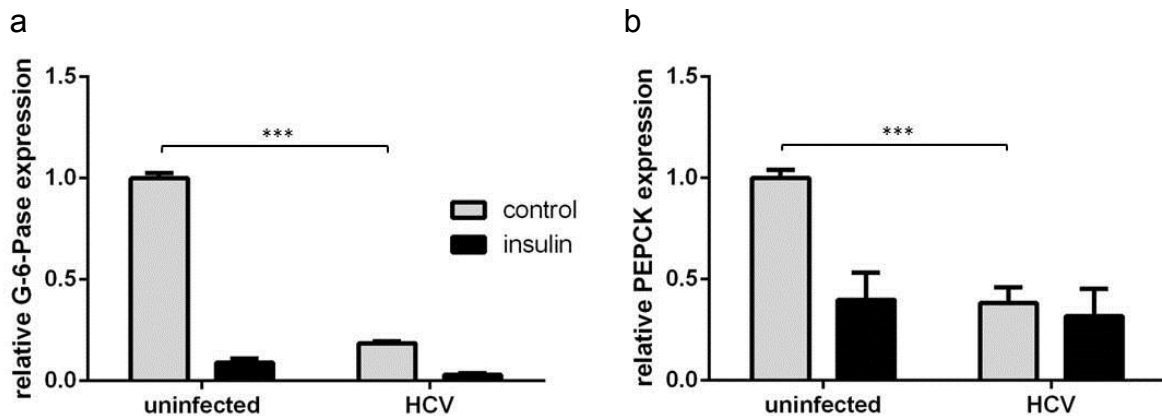 a
relative G-6-Pase expression
1.5
1.0
0.5
0.0
***
control
insulin
uninfected
HCV
b
relative PEPCK expression
1.5
1.0
0.5
0.0
***
uninfected
HCV